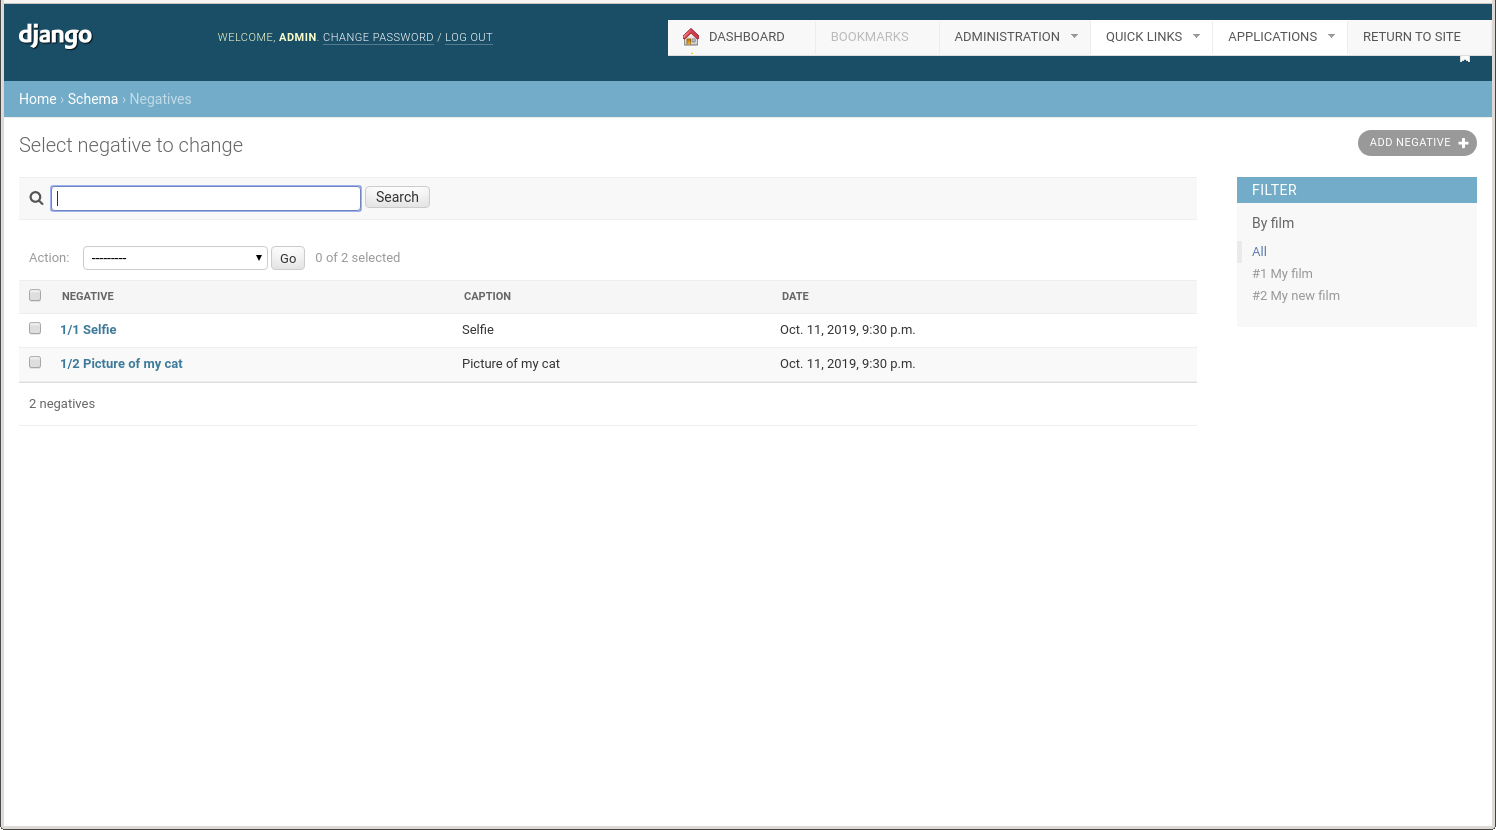 django
WELCOME, ADMIN. CHANGE PASSWORD / LOG OUT
DASHBOARD BOOKMARKS ADMINISTRATION QUICK LINKS APPLICATIONS RETURN TO SITE
Home › Schema › Negatives
Select negative to change
ADD NEGATIVE
Search
Action: --------- Go 0 of 2 selected
NEGATIVE CAPTION DATE
1/1 Selfie Selfie Oct. 11, 2019, 9:30 p.m.
1/2 Picture of my cat Picture of my cat Oct. 11, 2019, 9:30 p.m.
2 negatives
FILTER
By film
All
#1 My film
#2 My new film